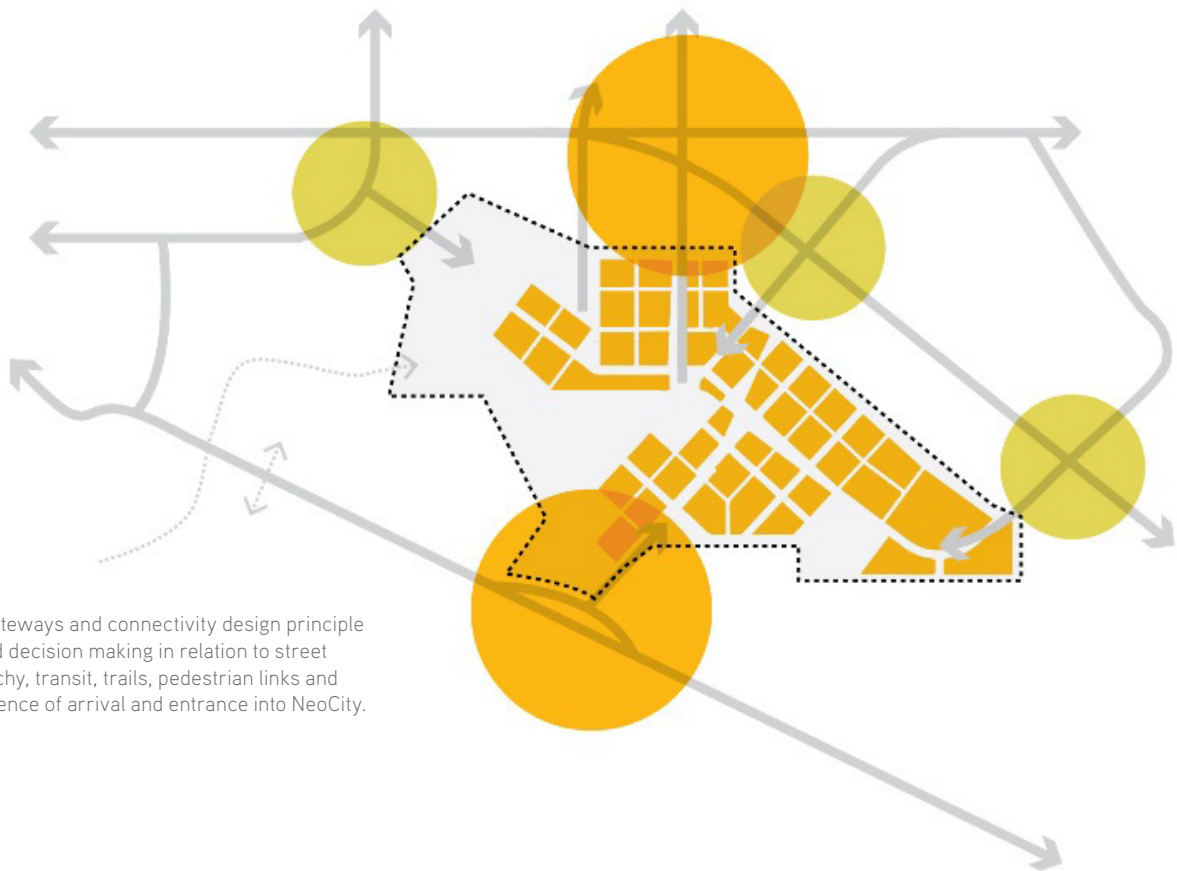 teways and connectivity design principle
d decision making in relation to street
chy, transit, trails, pedestrian links and
ence of arrival and entrance into NeoCity.